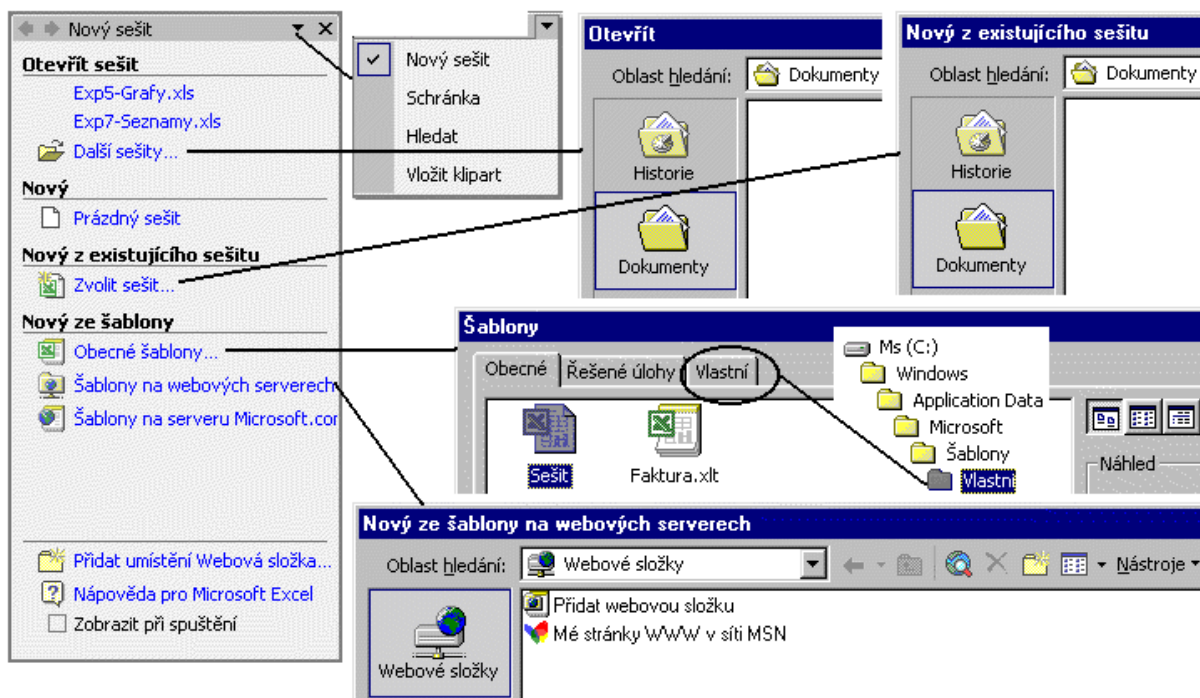 Nový sešit
Otevřít sešit
Exp5-Grafy.xls
Exp7-Seznamy.xls
Další sešity...
Nový
Prázdný sešit
Nový z existujícího sešitu
Zvolit sešit...
Nový ze šablony
Obecné šablony...
Šablony na webových serverech
Šablony na serveru Microsoft.cor
Přidat umístění Webová složka...
Nápověda pro Microsoft Excel
Zobrazit při spuštění
Nový sešit
Schránka
Hledat
Vložit klipart
Otevřít
Oblast hledání: Dokumenty
Historie
Dokumenty
Nový z existujícího sešitu
Oblast hledání: Dokumenty
Historie
Dokumenty
Šablony
Obecné Řešené úlohy Vlastní
Sešit Faktura.xlt
Ms (C:)
Windows
Application Data
Microsoft
Šablony
Vlastní
Náhled
Nový ze šablony na webových serverech
Oblast hledání: Webové složky Nástroje
Přidat webovou složku
Mé stránky WWW v síti MSN
Webové složky